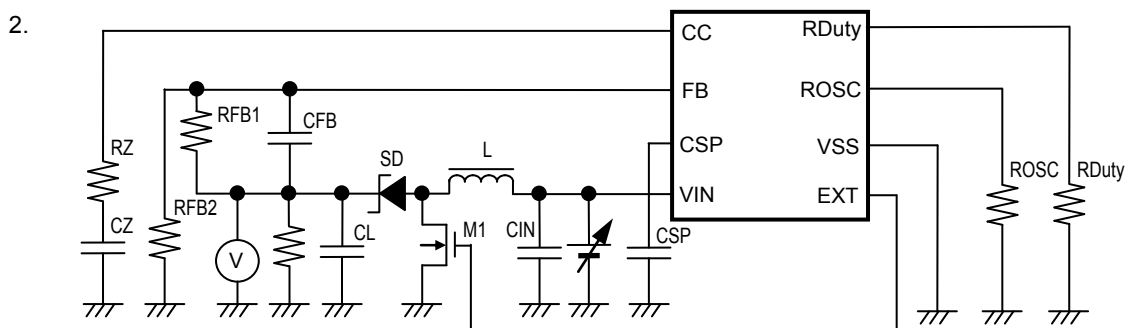 2.
CC
RDuty
FB
ROSC
CSP
VSS
VIN
EXT
RFB1
CFB
RZ
SD
L
ROSC
RDuty
RFB2
CZ
V
CL
M1
CIN
CSP